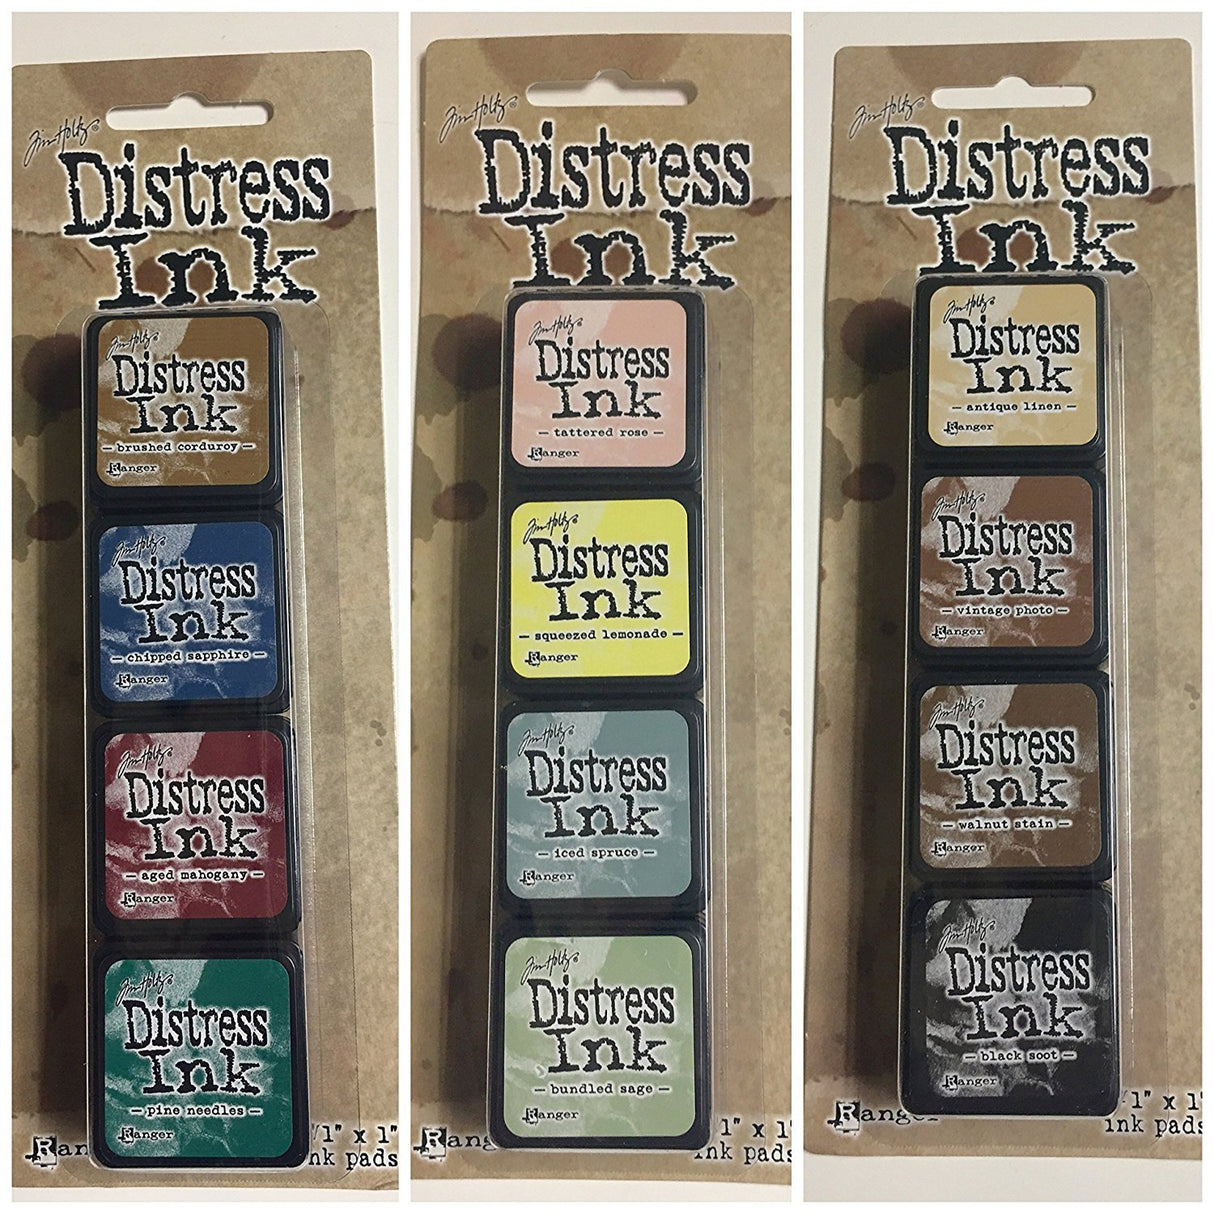 Tim Holtz®
Distress
Ink
Tim Holtz®
Distress
Ink
— brushed corduroy —
Ranger
Tim Holtz®
Distress
Ink
— chipped sapphire —
Ranger
Tim Holtz®
Distress
Ink
— aged mahogany —
Ranger
Tim Holtz®
Distress
Ink
— pine needles —
Ranger
1" x 1"
ink pads
Tim Holtz®
Distress
Ink
Tim Holtz®
Distress
Ink
— tattered rose —
Ranger
Tim Holtz®
Distress
Ink
— squeezed lemonade —
Ranger
Tim Holtz®
Distress
Ink
— iced spruce —
Ranger
Tim Holtz®
Distress
Ink
— bundled sage —
Ranger
Rang
1" x 1"
ink pads
Tim Holtz®
Distress
Ink
Tim Holtz®
Distress
Ink
— antique linen —
Ranger
Tim Holtz®
Distress
Ink
— vintage photo —
Ranger
Tim Holtz®
Distress
Ink
— walnut stain —
Ranger
Tim Holtz®
Distress
Ink
— black soot —
Ranger
Ranger
1" x 1"
ink pads